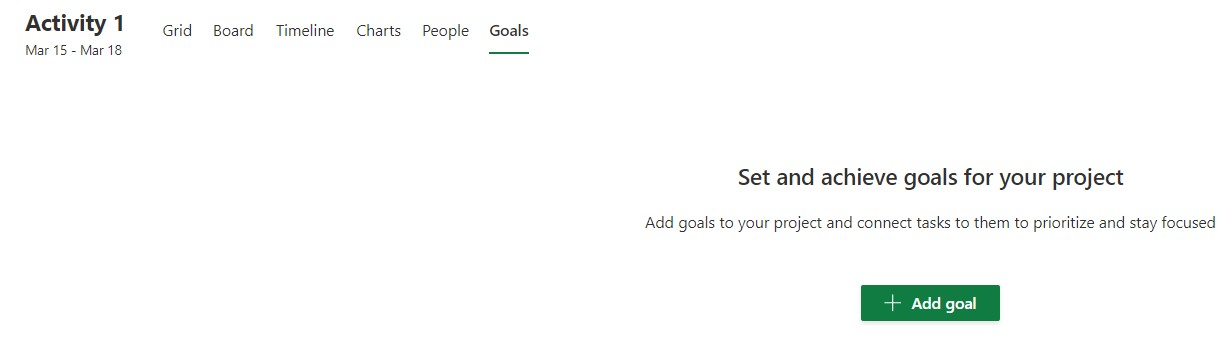 Activity 1
Mar 15 - Mar 18
Grid Board Timeline Charts People Goals
Set and achieve goals for your project
Add goals to your project and connect tasks to them to prioritize and stay focused
Add goal